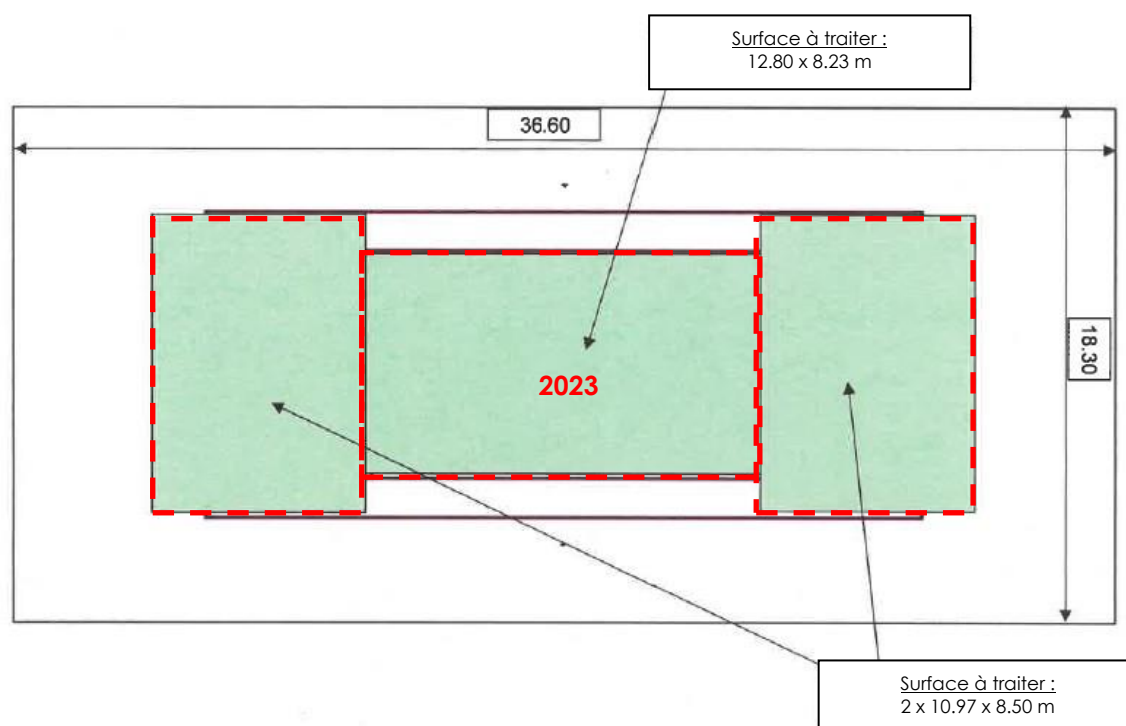 Surface à traiter :
12.80 x 8.23 m
36.60
18.30
2023
Surface à traiter :
2 x 10.97 x 8.50 m